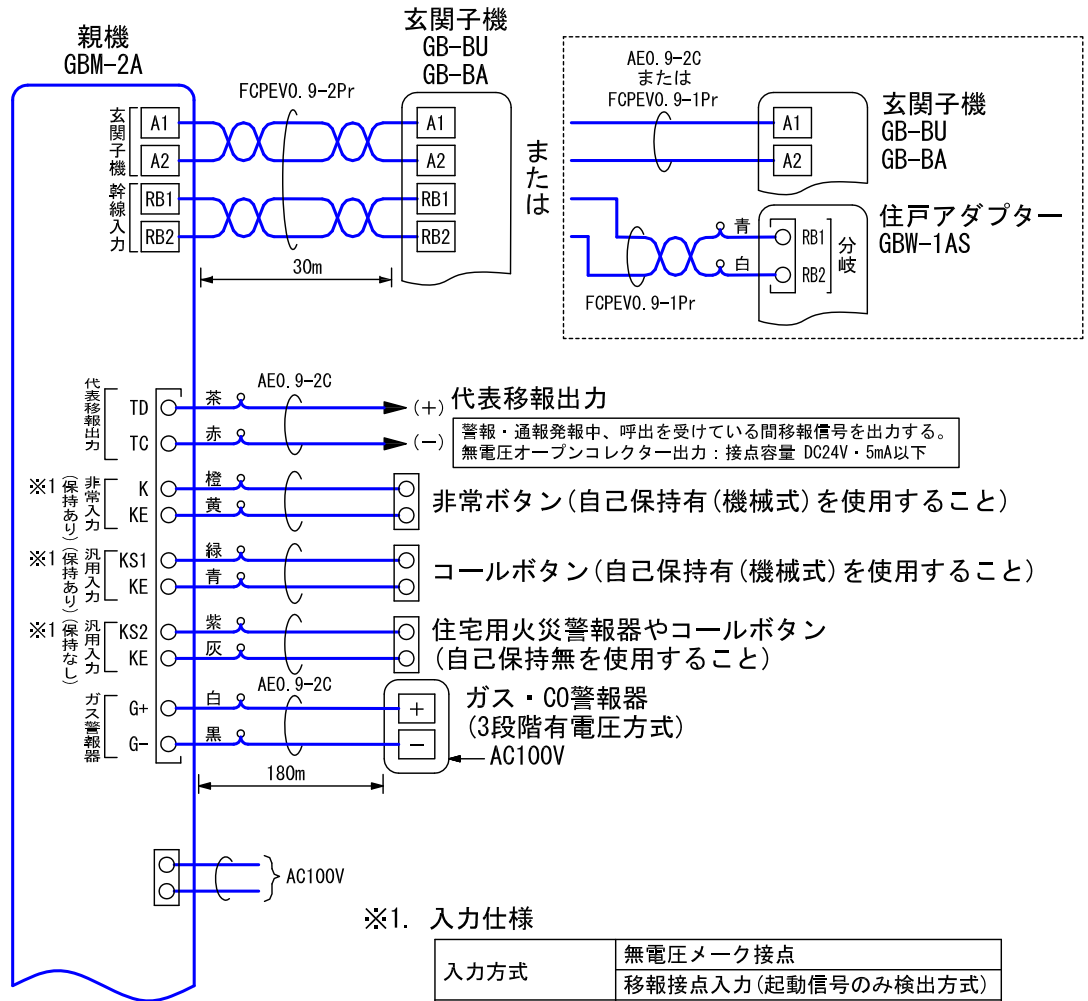 親機
GBM-2A
玄関子機
GB-BU
GB-BA
FCPEV0.9-2Pr
玄関子機
A1
A2
幹線入力
RB1
RB2
A1
A2
RB1
RB2
30m
または
AE0.9-2C
または
FCPEV0.9-1Pr
A1
A2
玄関子機
GB-BU
GB-BA
青
白
RB1
RB2
分岐
住戸アダプター
GBW-1AS
FCPEV0.9-1Pr
代表移報出力
TD
TC
茶
赤
AE0.9-2C
(+)
(−)
代表移報出力
警報・通報発報中、呼出を受けている間移報信号を出力する。
無電圧オープンコレクター出力：接点容量 DC24V・5mA以下
※1
非常入力
(保持あり)
K
KE
橙
黄
非常ボタン(自己保持有(機械式)を使用すること)
※1
汎用入力
(保持あり)
KS1
KE
緑
青
コールボタン(自己保持有(機械式)を使用すること)
※1
汎用入力
(保持なし)
KS2
KE
紫
灰
住宅用火災警報器やコールボタン
(自己保持無を使用すること)
ガス警報器
G+
G-
白
黒
AE0.9-2C
+
−
ガス・CO警報器
(3段階有電圧方式)
AC100V
180m
AC100V
※1. 入力仕様
入力方式
無電圧メーク接点
移報接点入力(起動信号のみ検出方式)